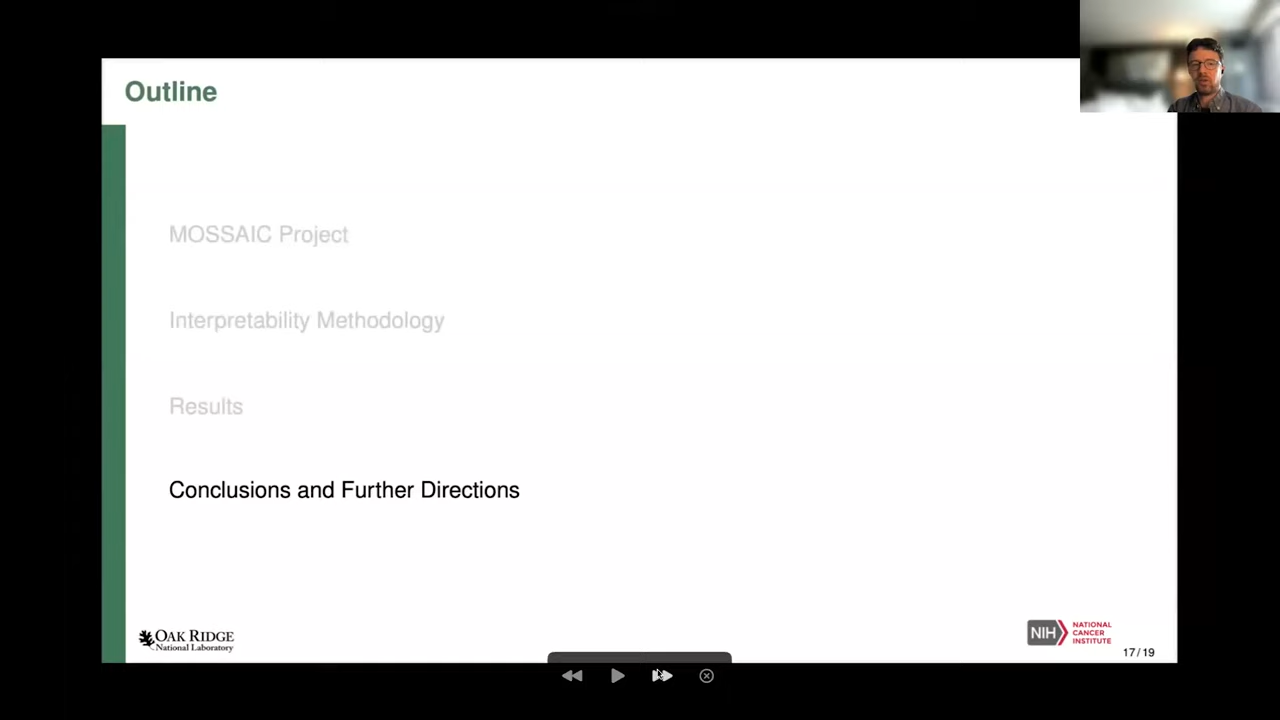 Outline
MOSSAIC Project
Interpretability Methodology
Results
Conclusions and Further Directions
OAK RIDGE
National Laboratory
NIH
NATIONAL
CANCER
INSTITUTE
17/19